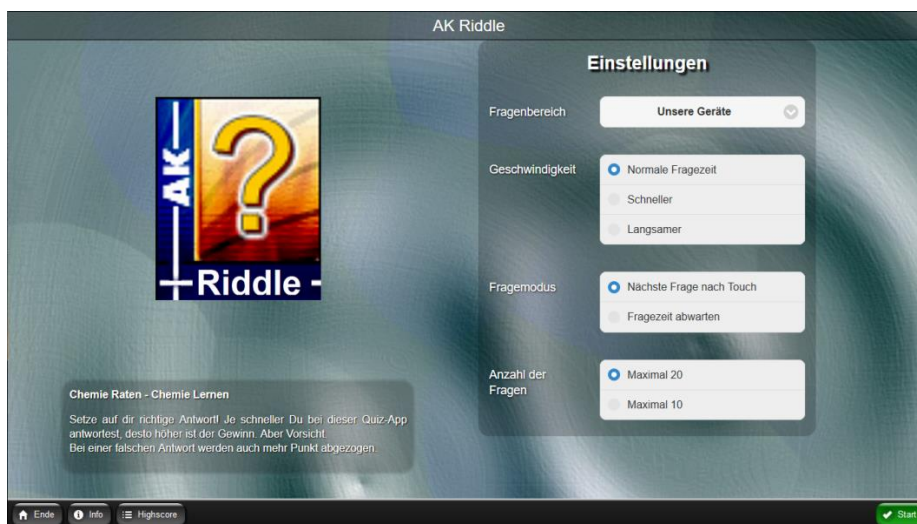 AK Riddle
AK
?
Riddle
Chemie Raten - Chemie Lernen
Setze auf dir richtige Antwort! Je schneller Du bei dieser Quiz-App
antwortest, desto höher ist der Gewinn. Aber Vorsicht.
Bei einer falschen Antwort werden auch mehr Punkt abgezogen.
Einstellungen
Fragenbereich
Unsere Geräte
Geschwindigkeit
Normale Fragezeit
Schneller
Langsamer
Fragemodus
Nächste Frage nach Touch
Fragezeit abwarten
Anzahl der
Fragen
Maximal 20
Maximal 10
Ende
Info
Highscore
Start